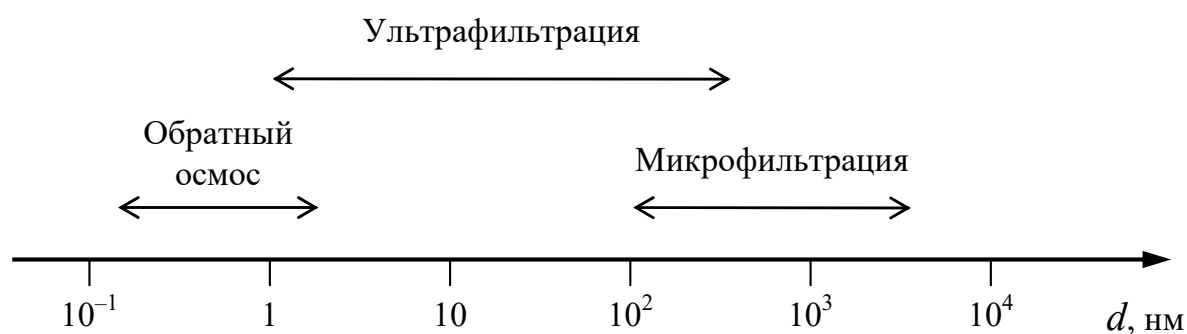 Ультрафильтрация
Обратный
осмос
Микрофильтрация
10⁻¹
1
10
10²
10³
10⁴
d, нм